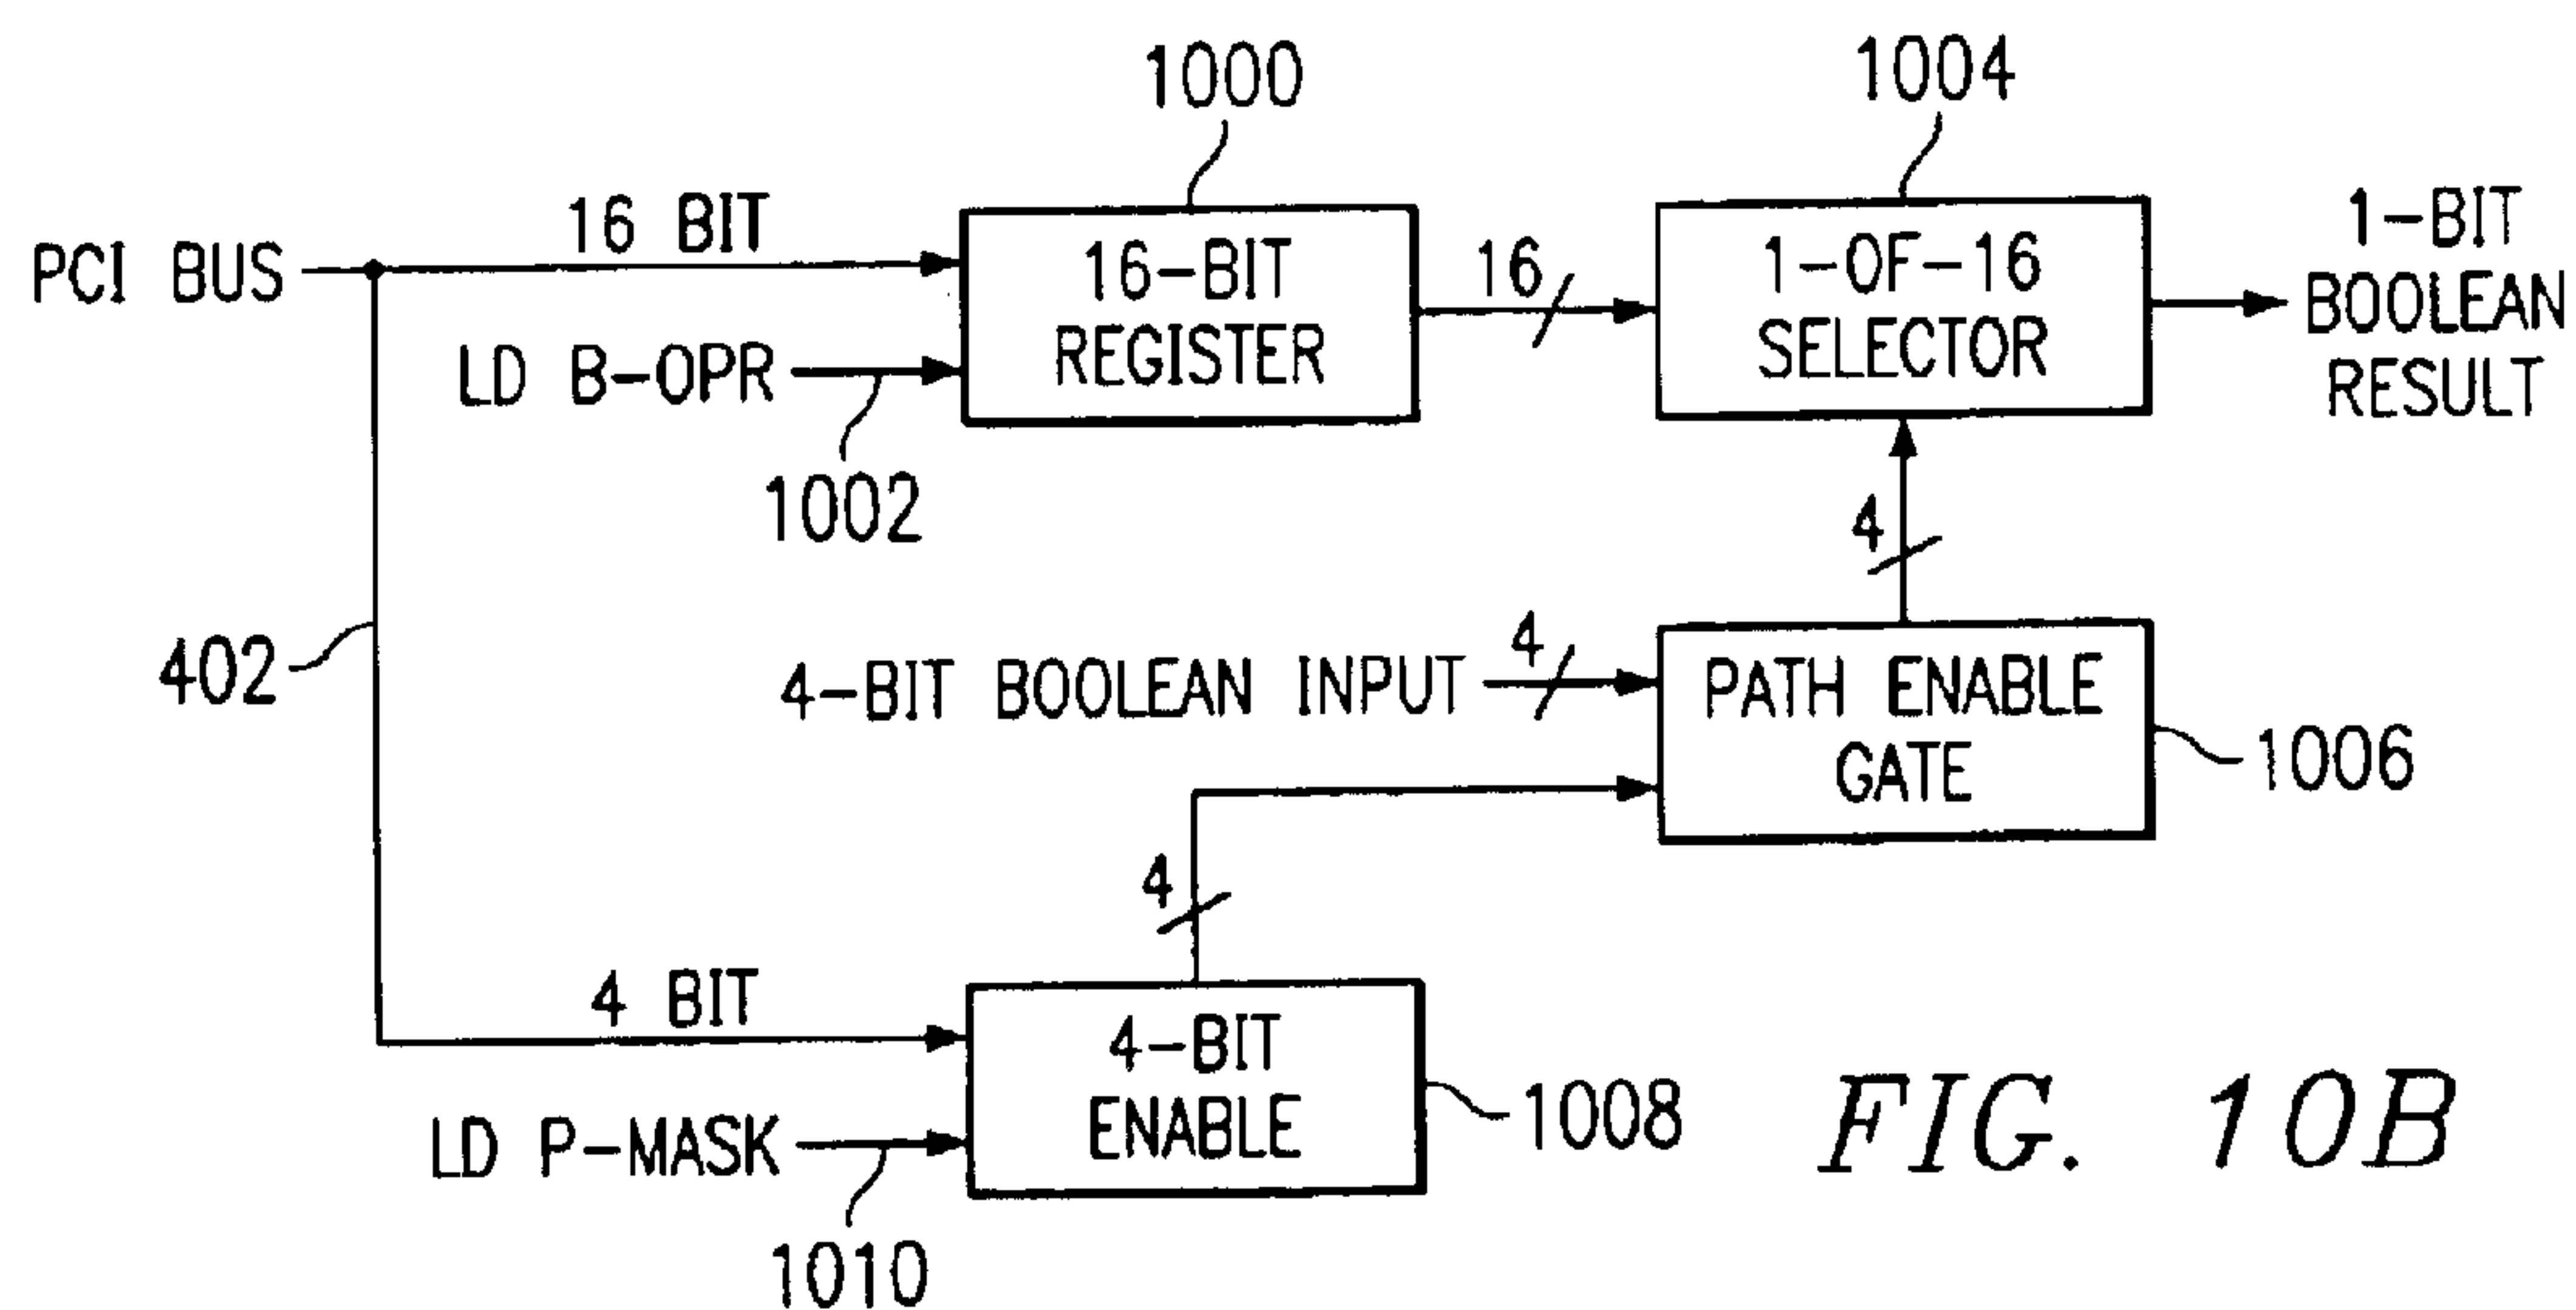 1000
1004
PCI BUS
16 BIT
LD B-OPR
1002
16-BIT
REGISTER
16
1-OF-16
SELECTOR
1-BIT
BOOLEAN
RESULT
4
402
4-BIT BOOLEAN INPUT
4
PATH ENABLE
GATE
1006
4
4 BIT
LD P-MASK
1010
4-BIT
ENABLE
1008
FIG. 10B